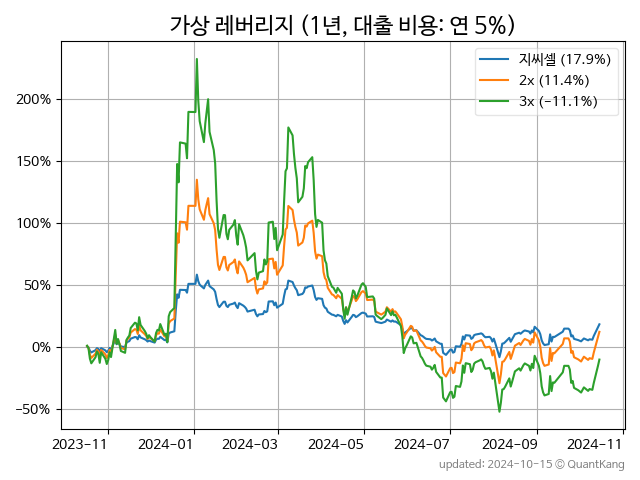 가상 레버리지 (1년, 대출 비용: 연 5%)
지씨셀 (17.9%)
2x (11.4%)
3x (−11.1%)
200%
150%
100%
50%
0%
−50%
2023-11
2024-01
2024-03
2024-05
2024-07
2024-09
2024-11
updated: 2024-10-15 © QuantKang